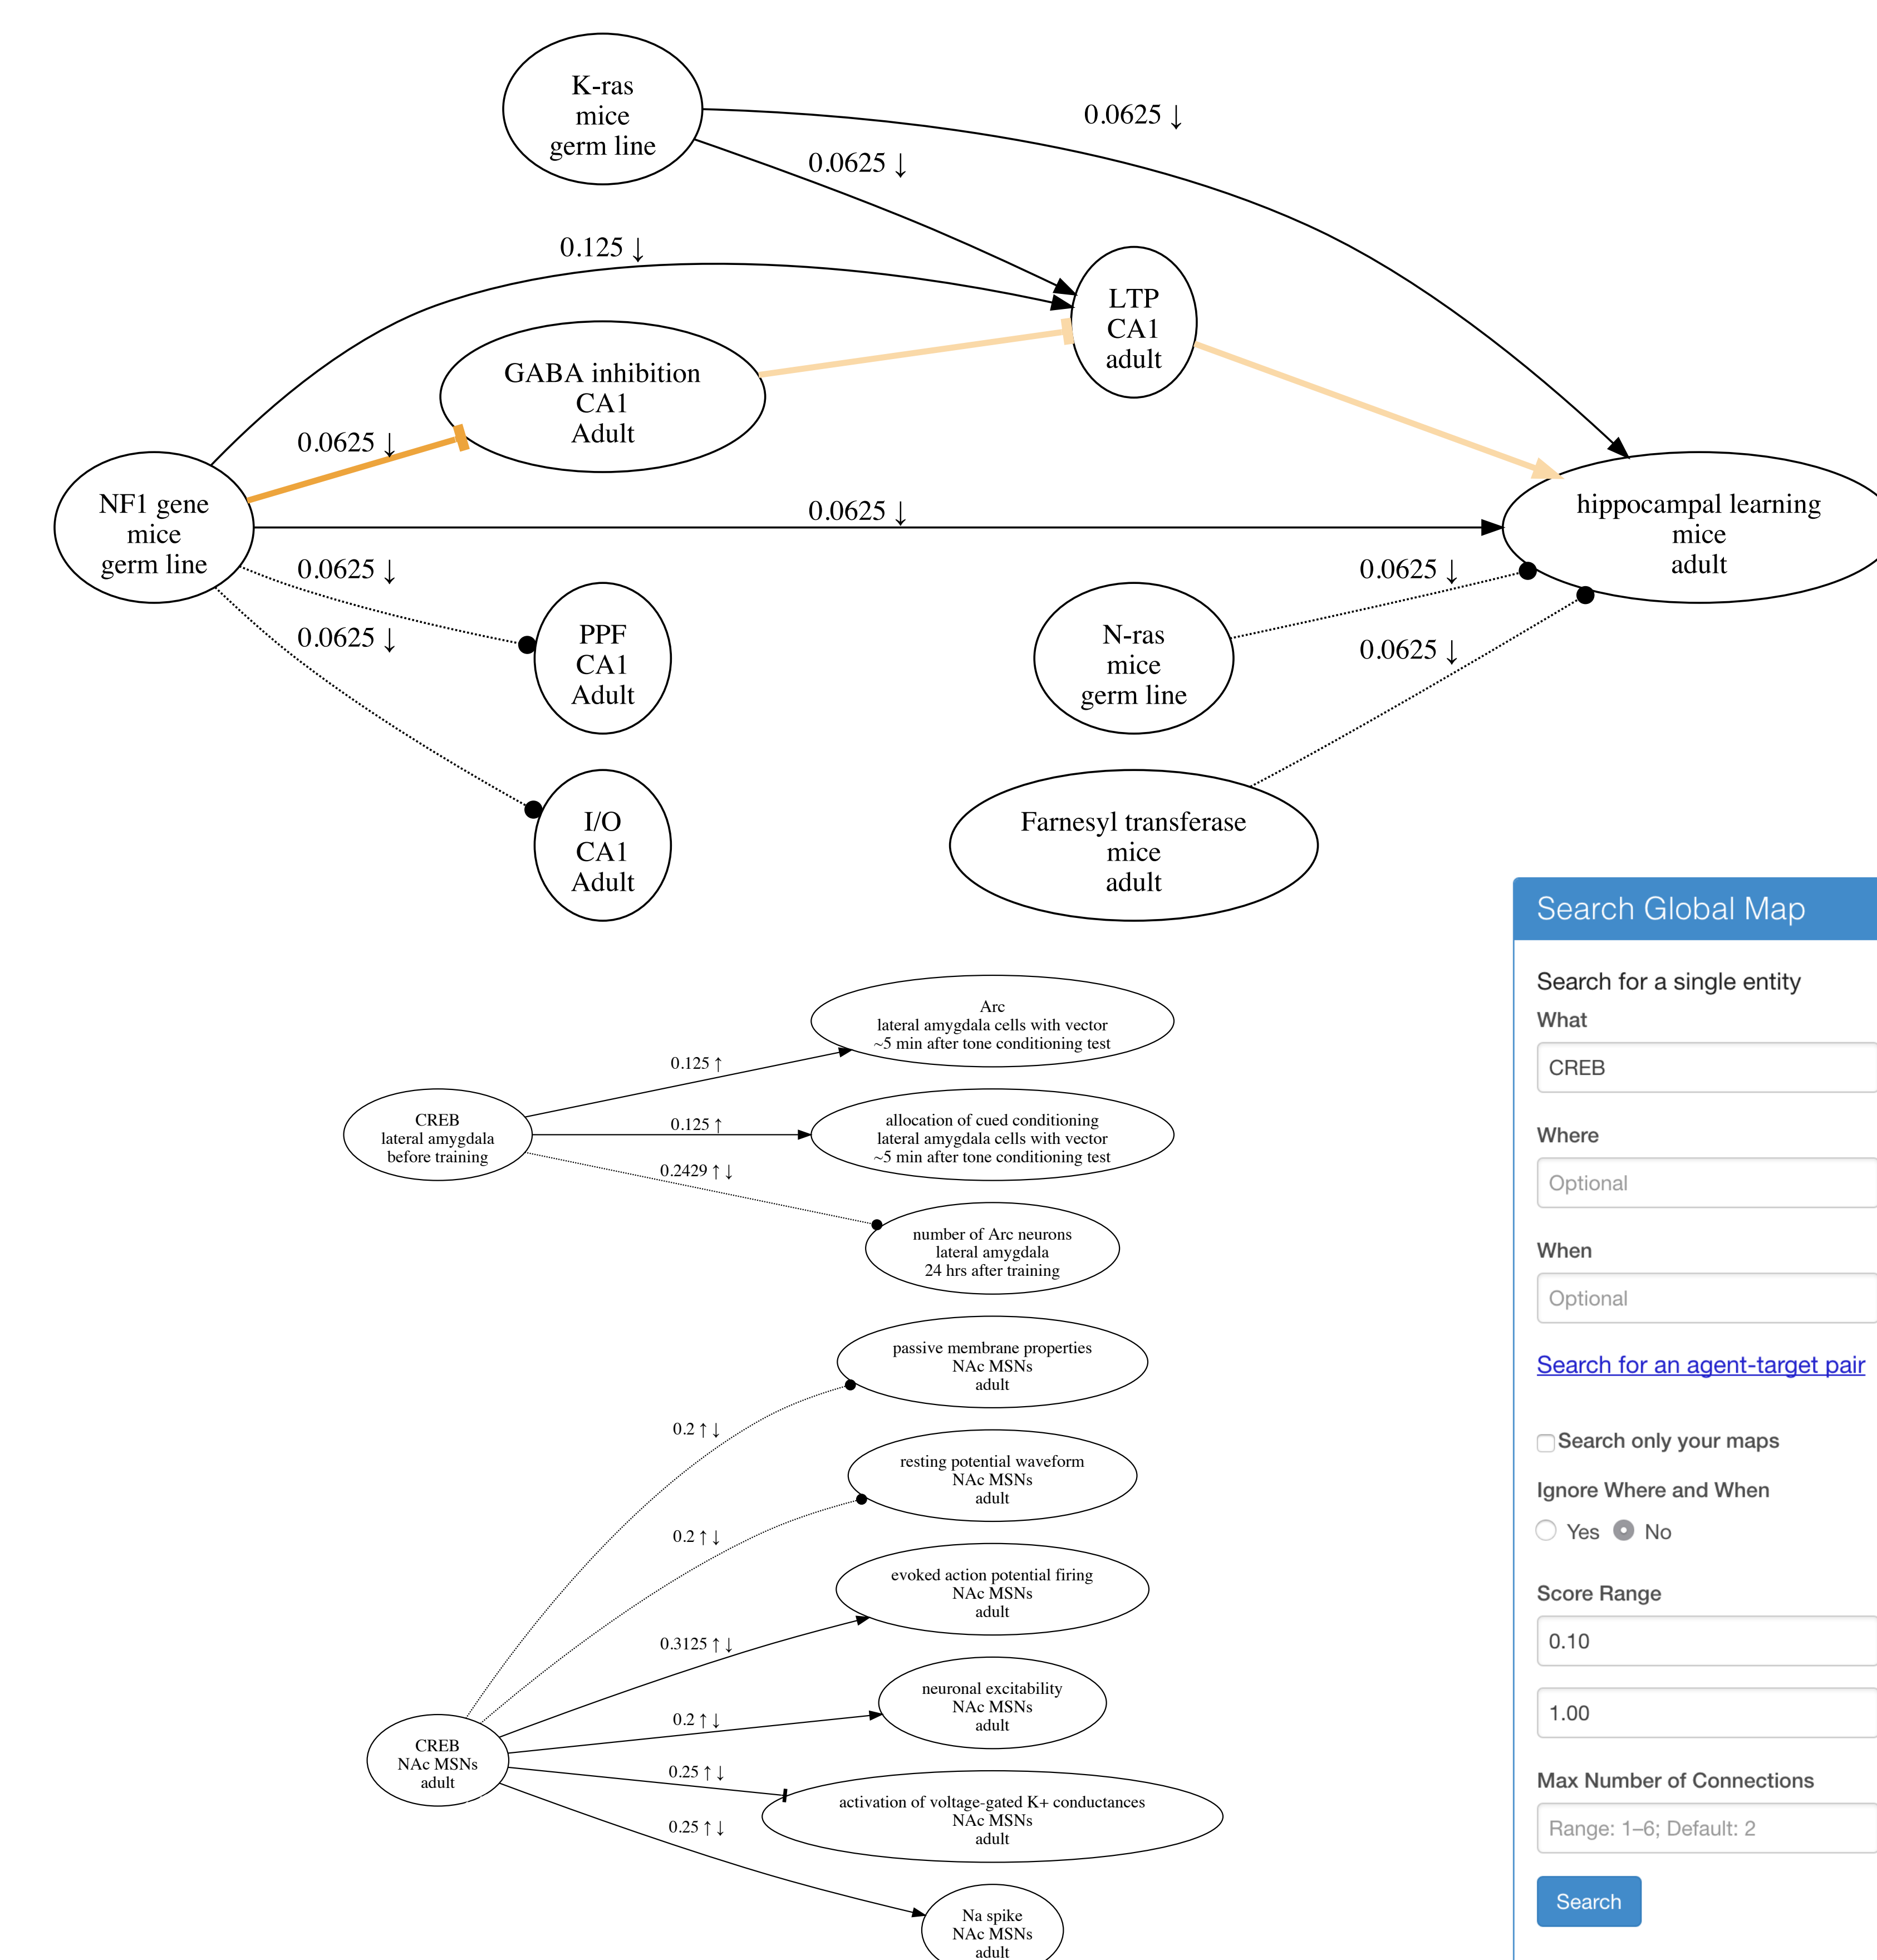 K-ras
mice
germ line
0.0625 ↓
0.0625 ↓
0.125 ↓
LTP
CA1
adult
GABA inhibition
CA1
Adult
0.0625 ↓
NF1 gene
mice
germ line
0.0625 ↓
hippocampal learning
mice
adult
0.0625 ↓
0.0625 ↓
PPF
CA1
Adult
0.0625 ↓
0.0625 ↓
N-ras
mice
germ line
I/O
CA1
Adult
Farnesyl transferase
mice
adult
Arc
lateral amygdala cells with vector
~5 min after tone conditioning test
0.125 ↑
CREB
lateral amygdala
before training
0.125 ↑
allocation of cued conditioning
lateral amygdala cells with vector
~5 min after tone conditioning test
0.2429 ↑↓
number of Arc neurons
lateral amygdala
24 hrs after training
passive membrane properties
NAc MSNs
adult
0.2 ↑↓
resting potential waveform
NAc MSNs
adult
0.2 ↑↓
evoked action potential firing
NAc MSNs
adult
0.3125 ↑↓
neuronal excitability
NAc MSNs
adult
0.2 ↑↓
CREB
NAc MSNs
adult
0.25 ↑↓
activation of voltage-gated K+ conductances
NAc MSNs
adult
0.25 ↑↓
Na spike
NAc MSNs
adult
Search Global Map
Search for a single entity
What
CREB
Where
Optional
When
Optional
Search for an agent-target pair
Search only your maps
Ignore Where and When
Yes No
Score Range
0.10
1.00
Max Number of Connections
Range: 1–6; Default: 2
Search